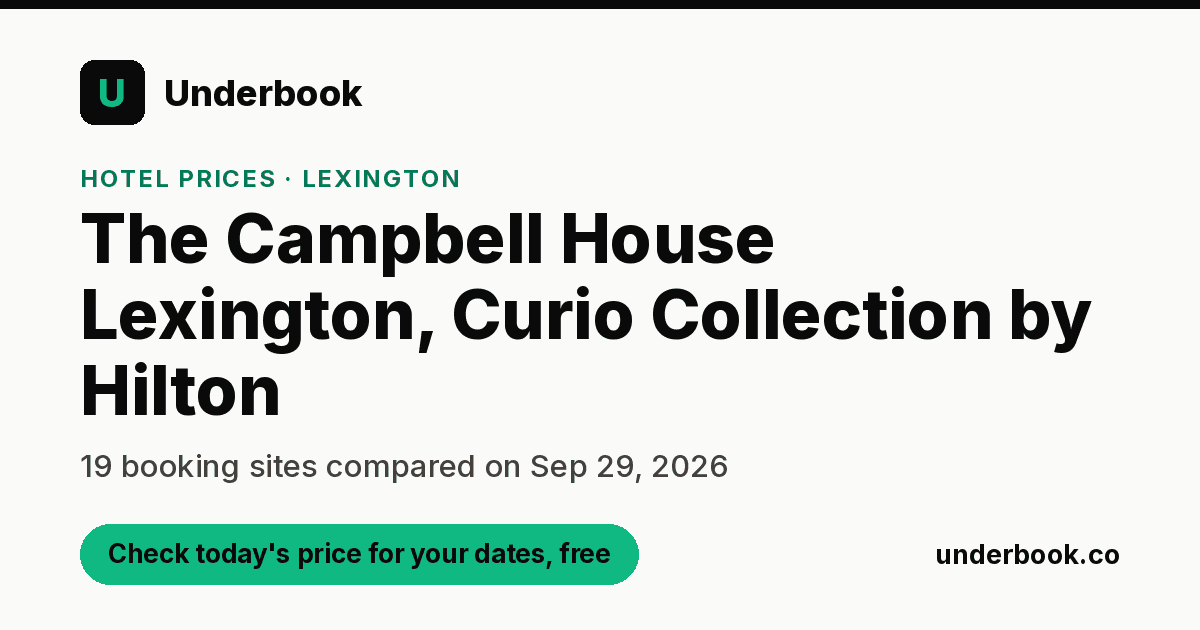 U
Underbook
HOTEL PRICES · LEXINGTON
The Campbell House
Lexington, Curio Collection by
Hilton
19 booking sites compared on Sep 29, 2026
Check today's price for your dates, free
underbook.co